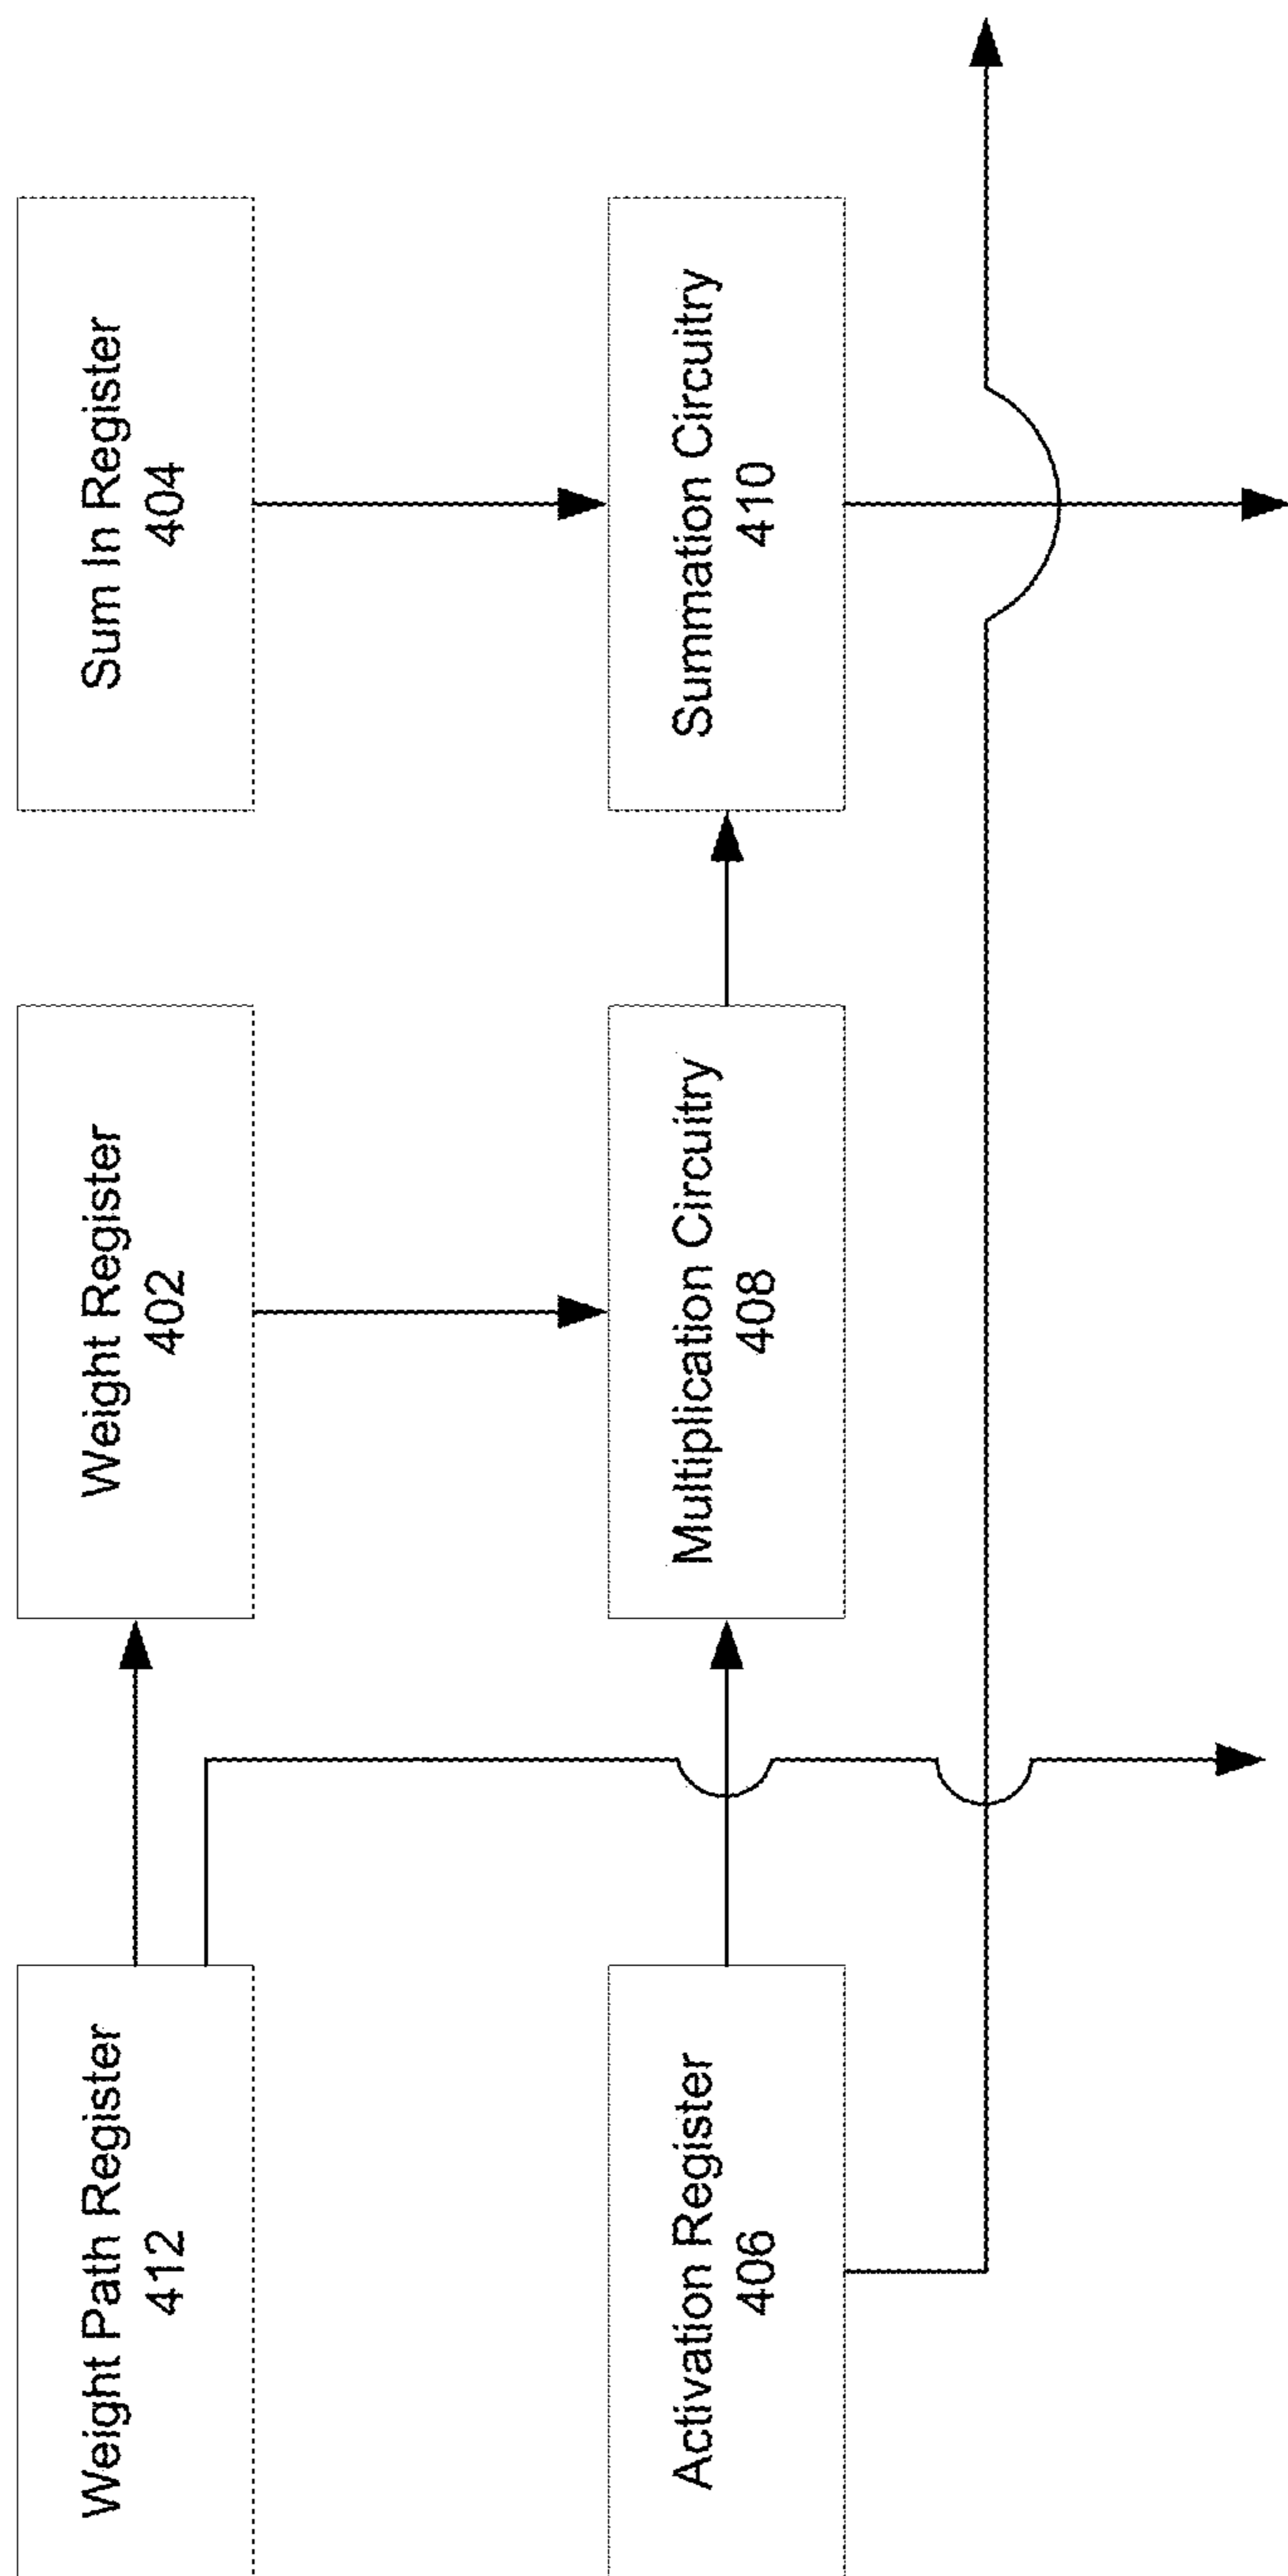 Weight Path Register
412
Weight Register
402
Sum In Register
404
Activation Register
406
Multiplication Circuitry
408
Summation Circuitry
410